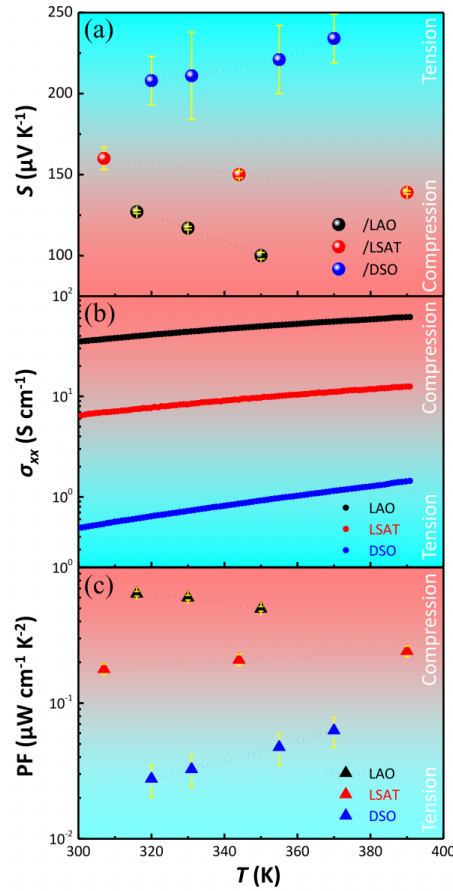 (a)
Tension
Compression
S (μV K⁻¹)
250
200
150
100
/LAO
/LSAT
/DSO
(b)
Compression
Tension
σxx (S cm⁻¹)
10²
10¹
10⁰
LAO
LSAT
DSO
(c)
Compression
Tension
PF (μW cm⁻¹ K⁻²)
10⁰
10⁻¹
10⁻²
LAO
LSAT
DSO
300 320 340 360 380 400
T (K)